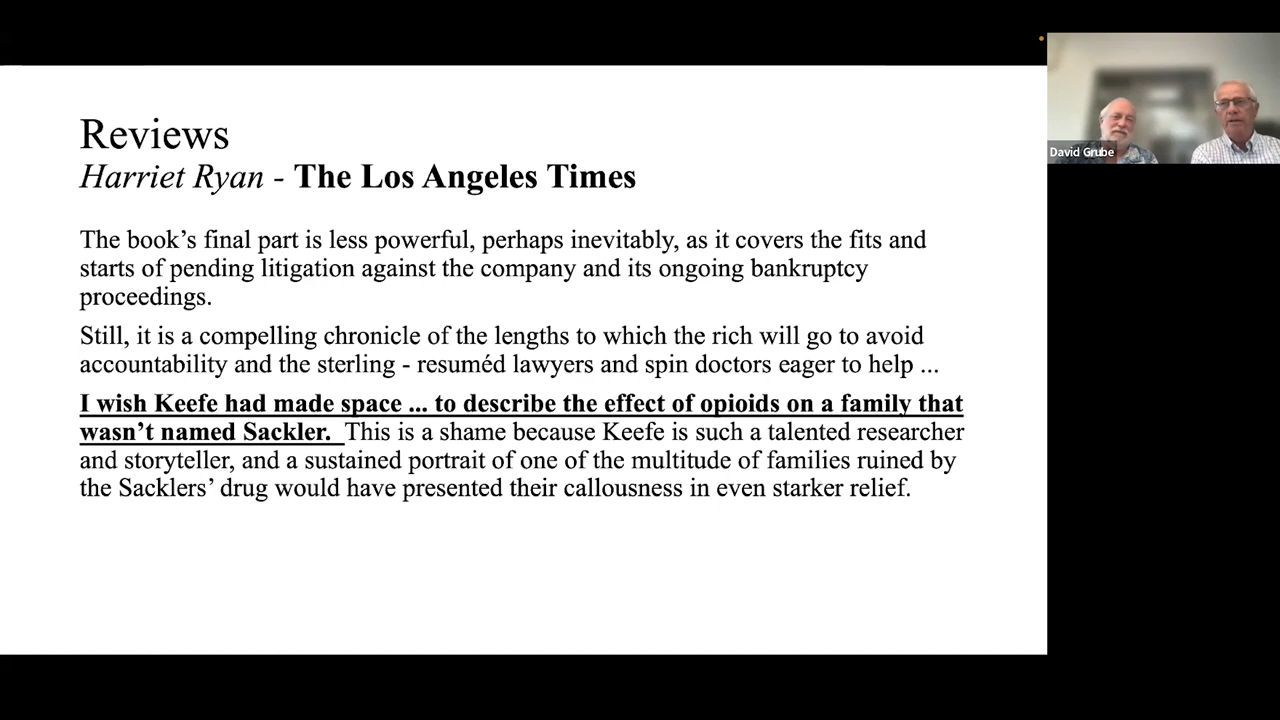 Reviews
Harriet Ryan - The Los Angeles Times
The book’s final part is less powerful, perhaps inevitably, as it covers the fits and
starts of pending litigation against the company and its ongoing bankruptcy
proceedings.
Still, it is a compelling chronicle of the lengths to which the rich will go to avoid
accountability and the sterling - resuméd lawyers and spin doctors eager to help ...
I wish Keefe had made space ... to describe the effect of opioids on a family that
wasn’t named Sackler. This is a shame because Keefe is such a talented researcher
and storyteller, and a sustained portrait of one of the multitude of families ruined by
the Sacklers’ drug would have presented their callousness in even starker relief.
David Grube